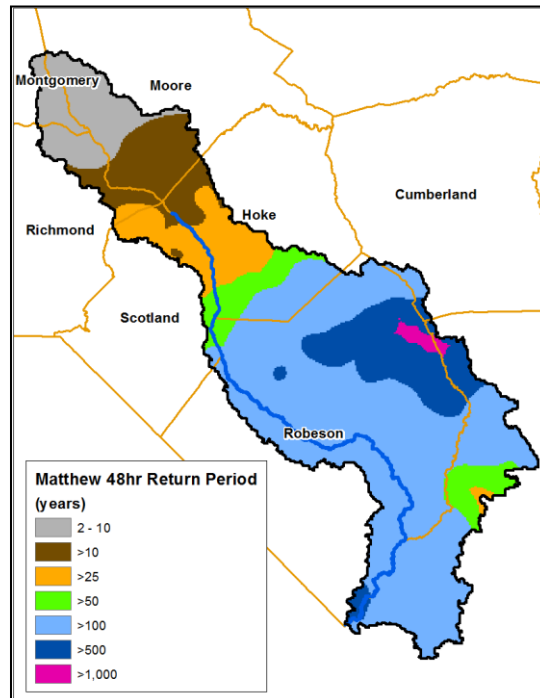 Montgomery
Moore
Cumberland
Richmond
Hoke
Scotland
Robeson
Matthew 48hr Return Period
(years)
2 - 10
>10
>25
>50
>100
>500
>1,000